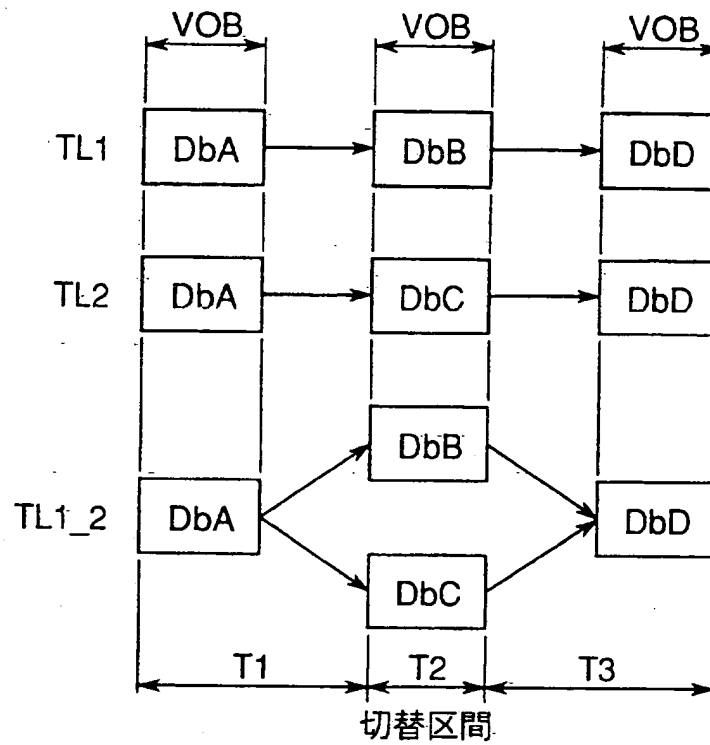 VOB VOB VOB
TL1 DbA DbB DbD
TL2 DbA DbC DbD
DbB
TL1_2 DbA DbD
DbC
T1 T2 T3
切替区間